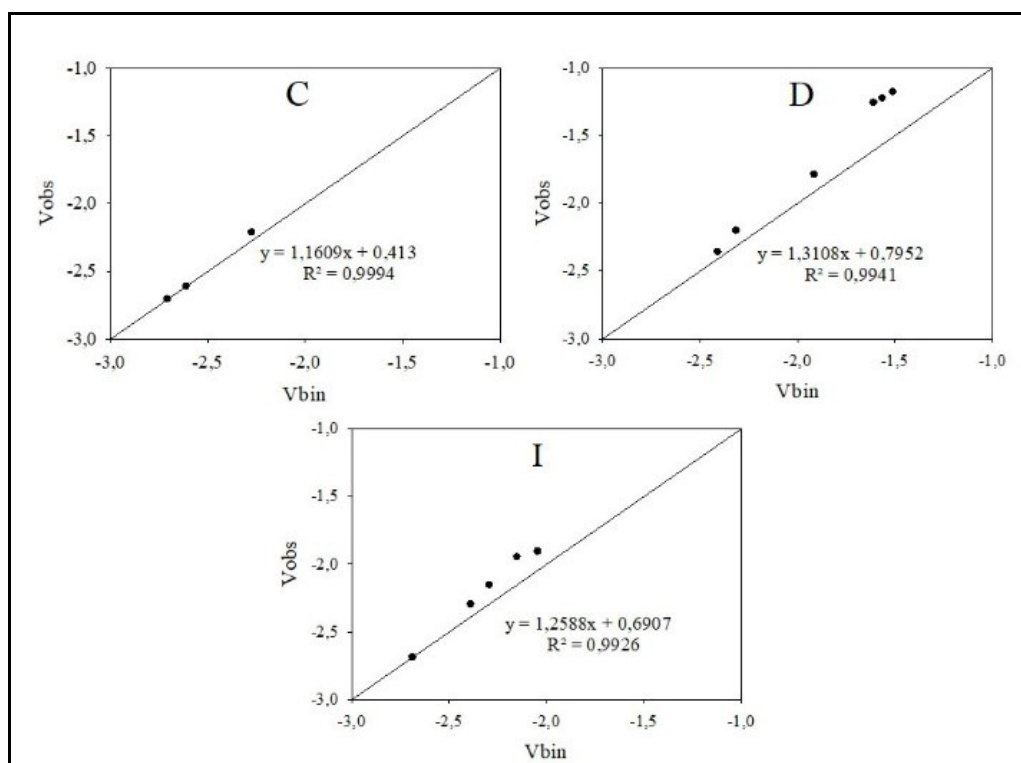 C
-1,0
-1,5
-2,0
-2,5
-3,0
Vobs
y = 1,1609x + 0,413
R² = 0,9994
-3,0 -2,5 -2,0 -1,5 -1,0
Vbin
D
-1,0
-1,5
-2,0
-2,5
-3,0
Vobs
y = 1,3108x + 0,7952
R² = 0,9941
-3,0 -2,5 -2,0 -1,5 -1,0
Vbin
I
-1,0
-1,5
-2,0
-2,5
-3,0
Vobs
y = 1,2588x + 0,6907
R² = 0,9926
-3,0 -2,5 -2,0 -1,5 -1,0
Vbin